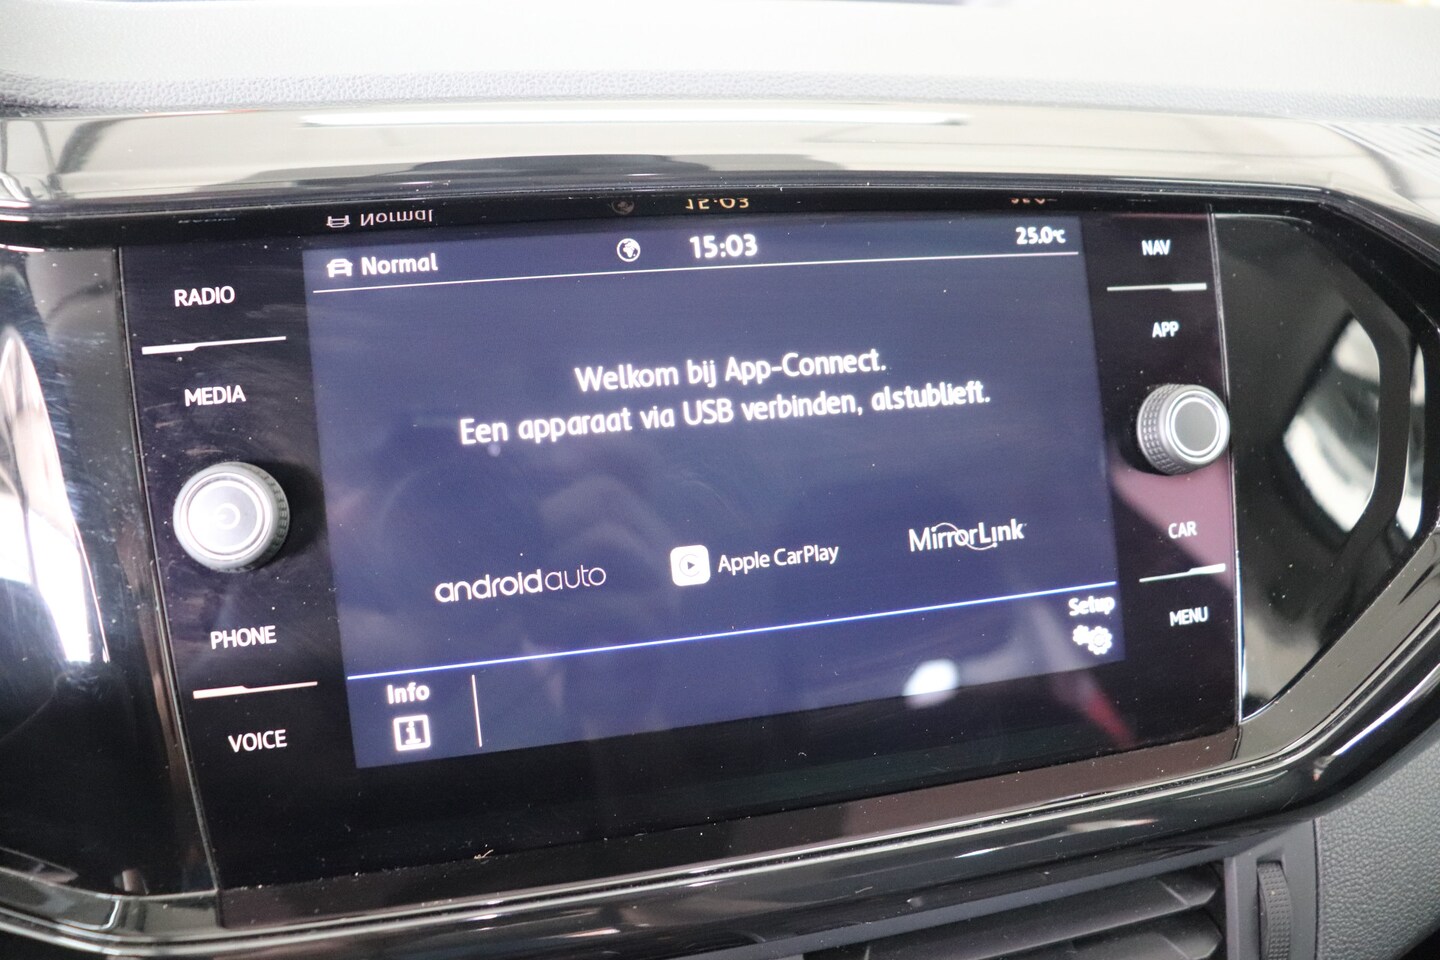 Normal
15:03
25.0℃
RADIO
MEDIA
PHONE
VOICE
Welkom bij App-Connect.
Een apparaat via USB verbinden, alstublieft.
androidauto
Apple CarPlay
MirrorLink
Setup
Info
NAV
APP
CAR
MENU